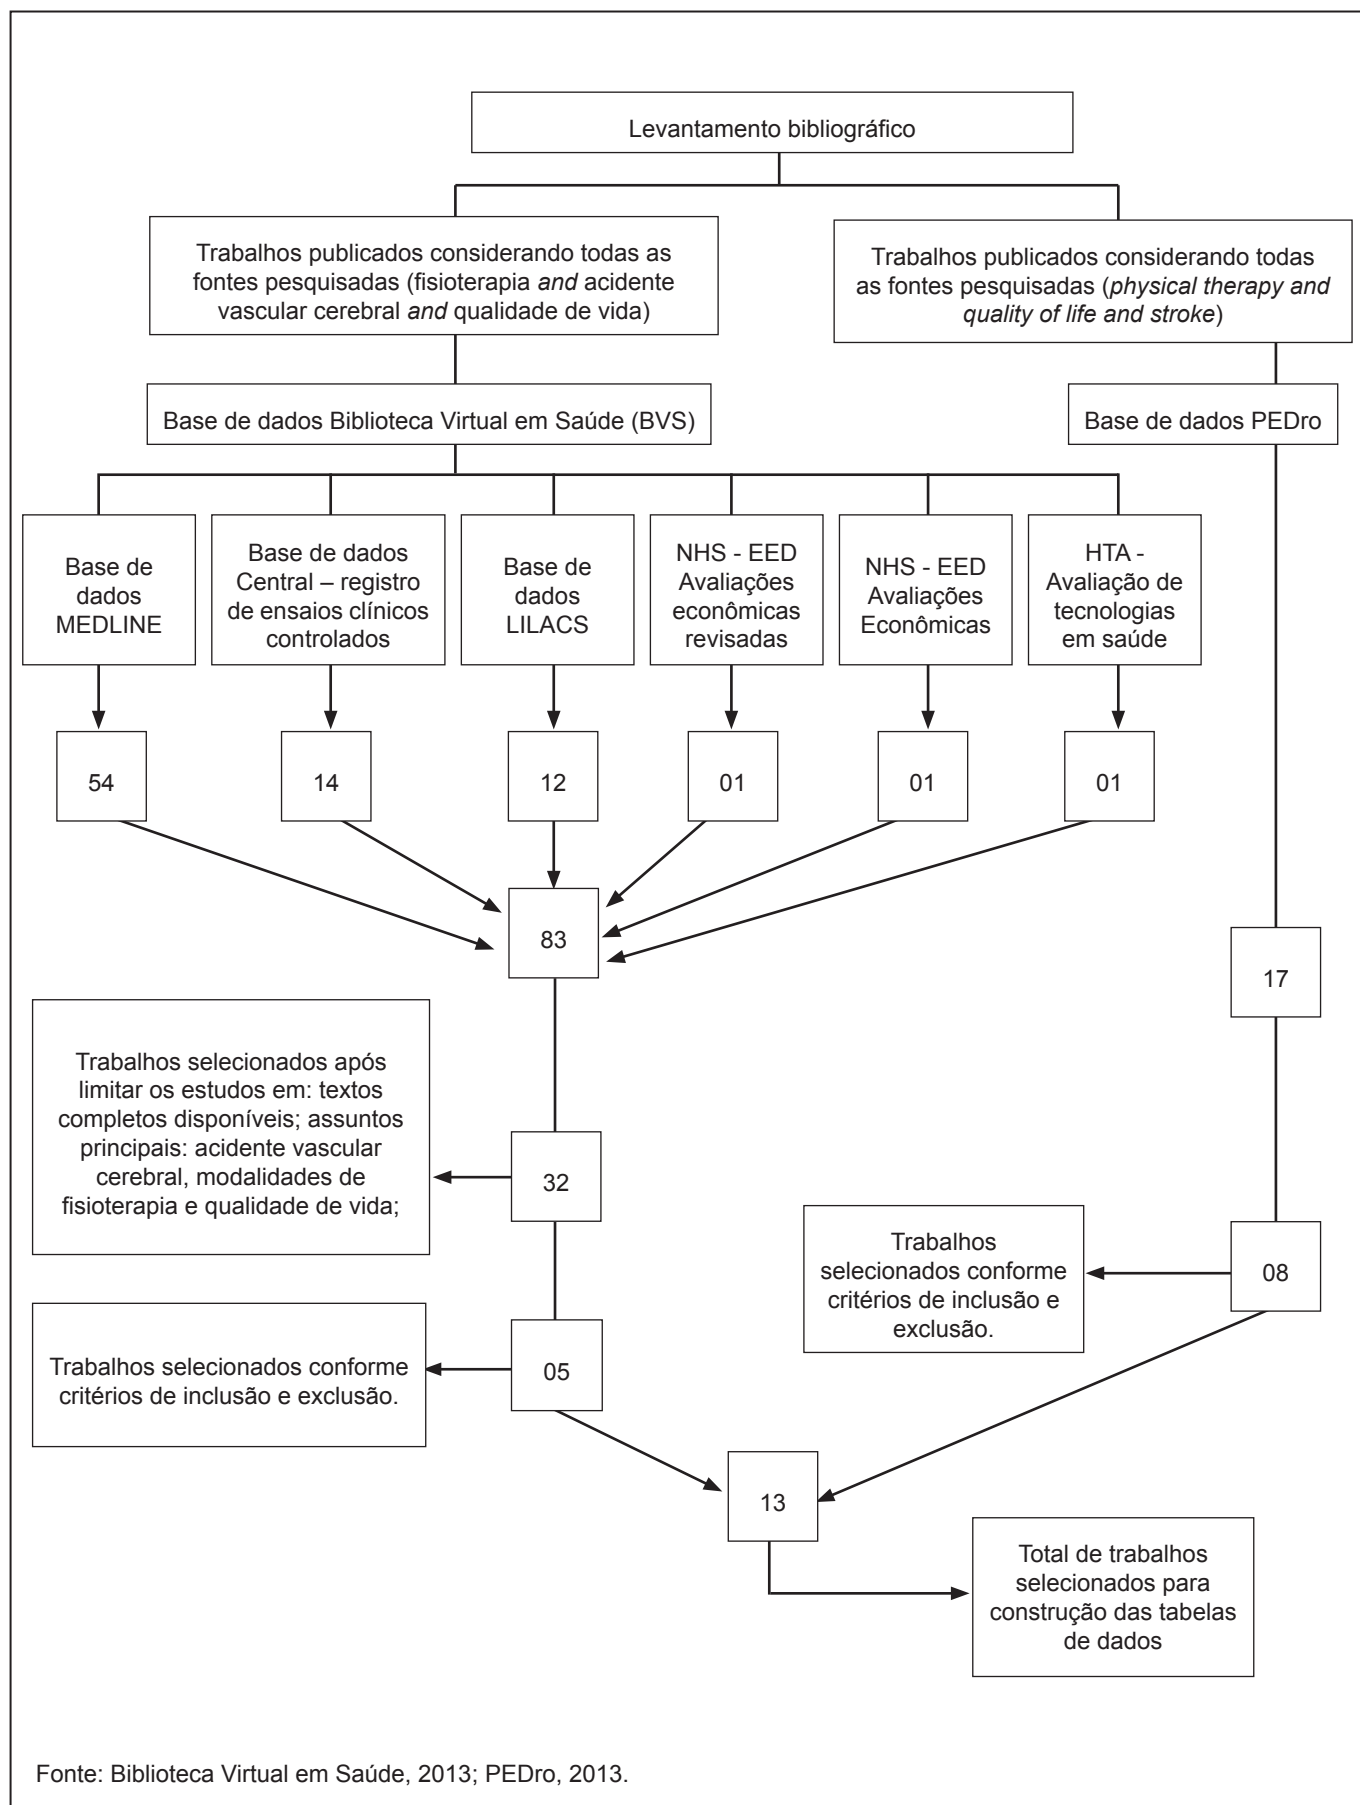 Levantamento bibliográfico
Trabalhos publicados considerando todas as
fontes pesquisadas (fisioterapia and acidente
vascular cerebral and qualidade de vida)
Trabalhos publicados considerando todas
as fontes pesquisadas (physical therapy and
quality of life and stroke)
Base de dados Biblioteca Virtual em Saúde (BVS)
Base de dados PEDro
Base de
dados
MEDLINE
Base de dados
Central – registro
de ensaios clínicos
controlados
Base de
dados
LILACS
NHS - EED
Avaliações
econômicas
revisadas
NHS - EED
Avaliações
Econômicas
HTA -
Avaliação de
tecnologias
em saúde
54
14
12
01
01
01
83
17
Trabalhos selecionados após
limitar os estudos em: textos
completos disponíveis; assuntos
principais: acidente vascular
cerebral, modalidades de
fisioterapia e qualidade de vida;
32
Trabalhos
selecionados conforme
critérios de inclusão e
exclusão.
08
Trabalhos selecionados conforme
critérios de inclusão e exclusão.
05
13
Total de trabalhos
selecionados para
construção das tabelas
de dados
Fonte: Biblioteca Virtual em Saúde, 2013; PEDro, 2013.